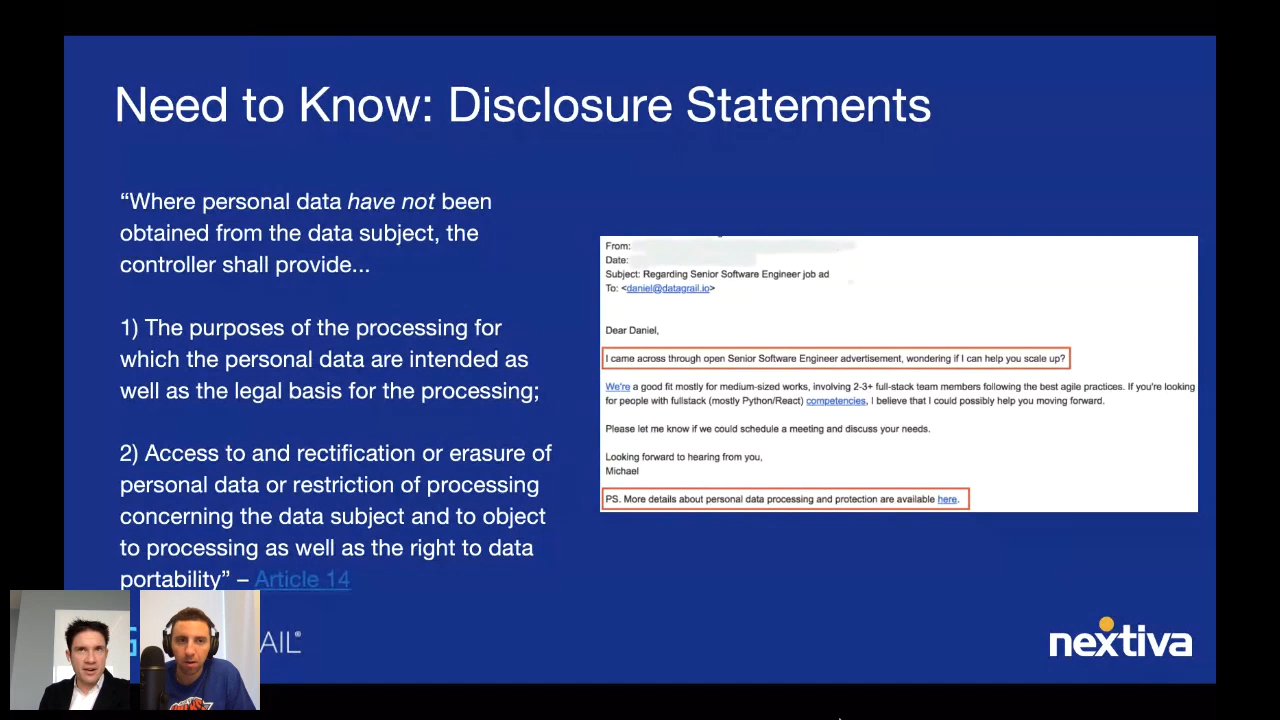 Need to Know: Disclosure Statements
“Where personal data have not been
obtained from the data subject, the
controller shall provide...
1) The purposes of the processing for
which the personal data are intended as
well as the legal basis for the processing;
2) Access to and rectification or erasure of
personal data or restriction of processing
concerning the data subject and to object
to processing as well as the right to data
portability” – Article 14
From:
Date:
Subject: Regarding Senior Software Engineer job ad
To: <daniel@datagrail.io>
Dear Daniel,
I came across through open Senior Software Engineer advertisement, wondering if I can help you scale up?
We're a good fit mostly for medium-sized works, involving 2-3+ full-stack team members following the best agile practices. If you're looking
for people with fullstack (mostly Python/React) competencies, I believe that I could possibly help you moving forward.
Please let me know if we could schedule a meeting and discuss your needs.
Looking forward to hearing from you,
Michael
PS. More details about personal data processing and protection are available here.
AIL®
nextiva